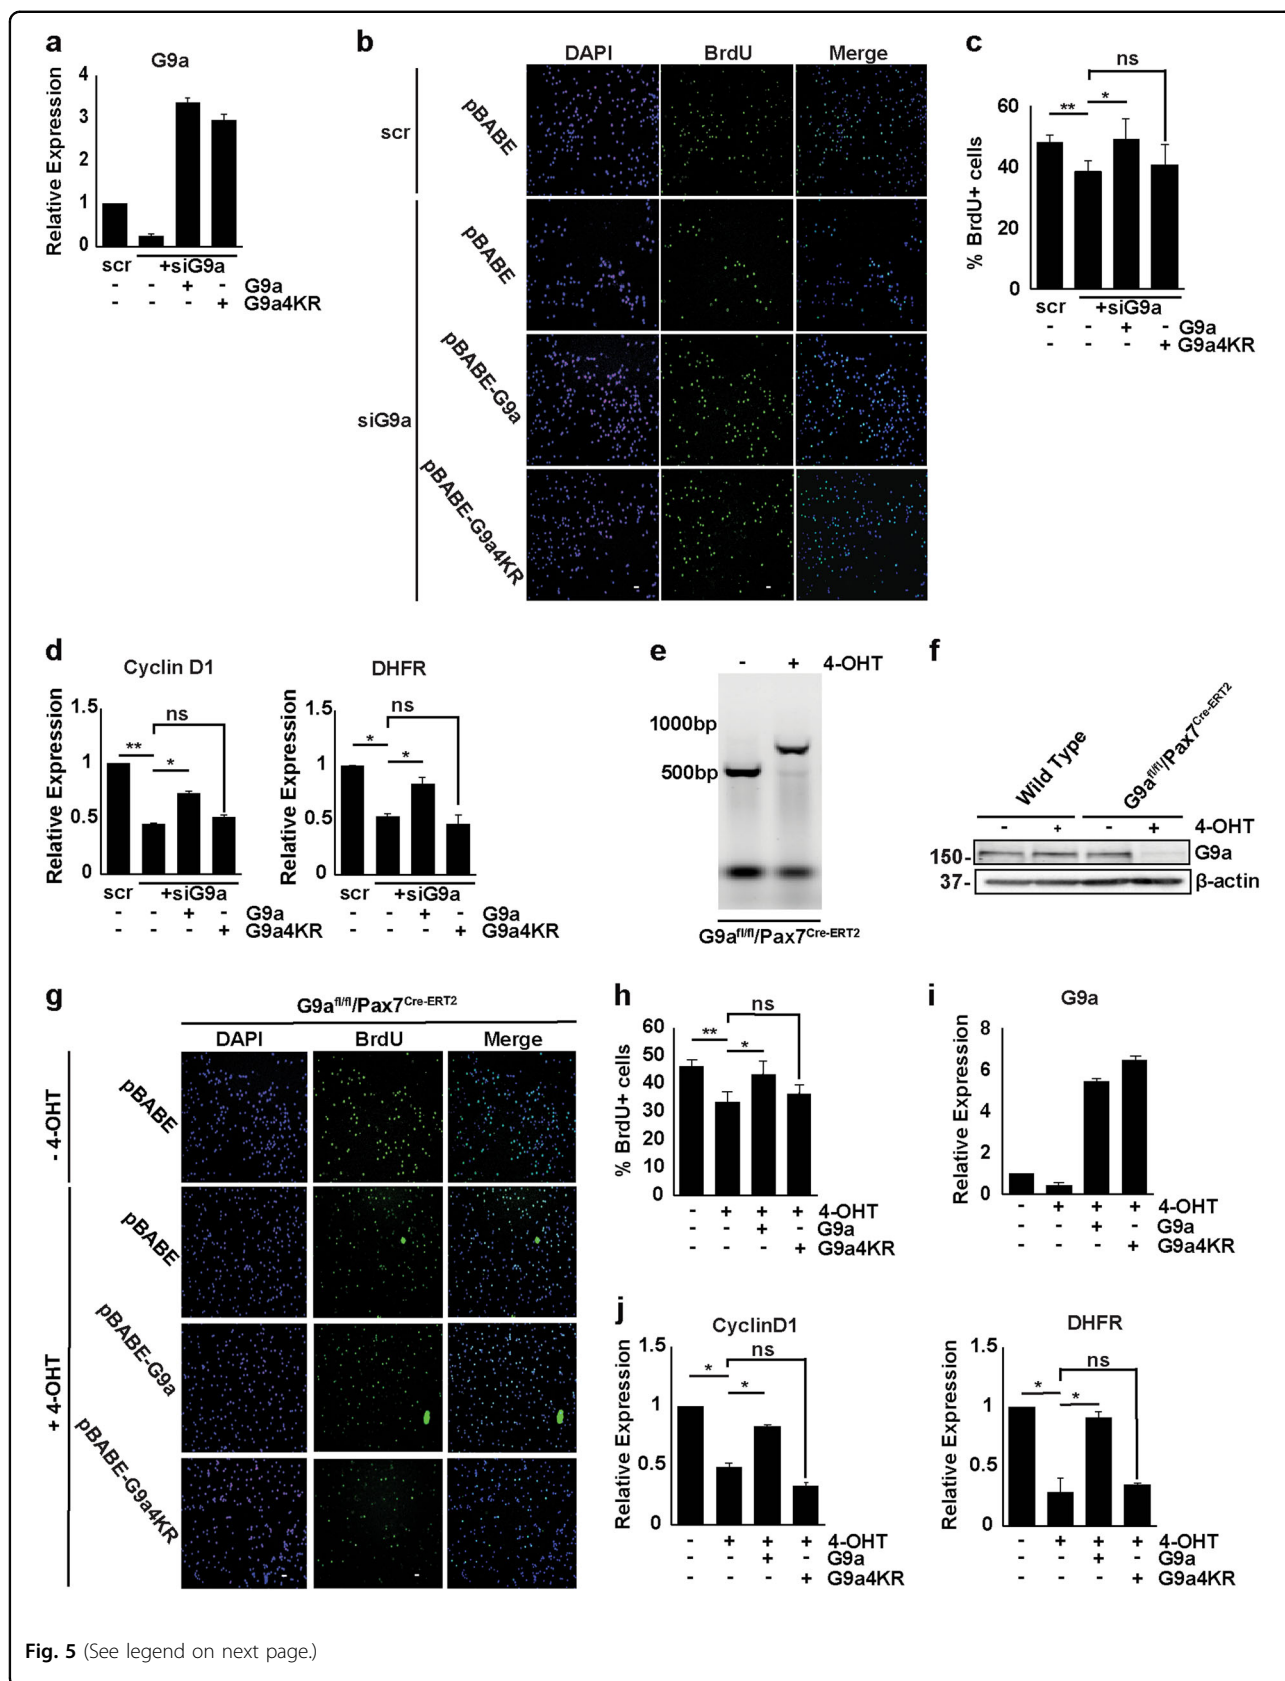 a
G9a
Relative Expression
4
3
2
1
0
scr +siG9a
- - + - G9a
- - - + G9a4KR
b
DAPI BrdU Merge
scr
pBABE
siG9a
pBABE
pBABE-G9a
pBABE-G9a4KR
c
ns
** *
% BrdU+ cells
60
40
20
0
scr +siG9a
- - + - G9a
- - - + G9a4KR
d
Cyclin D1
Relative Expression
1.5
1
0.5
0
ns
** *
scr +siG9a
- - + - G9a
- - - + G9a4KR
DHFR
Relative Expression
1.5
1
0.5
0
ns
* *
scr +siG9a
- - + - G9a
- - - + G9a4KR
e
- + 4-OHT
1000bp
500bp
G9afl/fl/Pax7Cre-ERT2
f
Wild Type
G9afl/fl/Pax7Cre-ERT2
- + - + 4-OHT
150- G9a
37- β-actin
g
G9afl/fl/Pax7Cre-ERT2
DAPI BrdU Merge
- 4-OHT
pBABE
+ 4-OHT
pBABE
pBABE-G9a
pBABE-G9a4KR
h
ns
** *
% BrdU+ cells
60
50
40
30
20
10
0
- + + + 4-OHT
- - + - G9a
- - - + G9a4KR
i
G9a
Relative Expression
8
6
4
2
0
- + + + 4-OHT
- - + - G9a
- - - + G9a4KR
j
CyclinD1
Relative Expression
1.5
1
0.5
0
ns
* *
- + + + 4-OHT
- - + - G9a
- - - + G9a4KR
DHFR
Relative Expression
1.5
1
0.5
0
ns
* *
- + + + 4-OHT
- - + - G9a
- - - + G9a4KR
Fig. 5 (See legend on next page.)